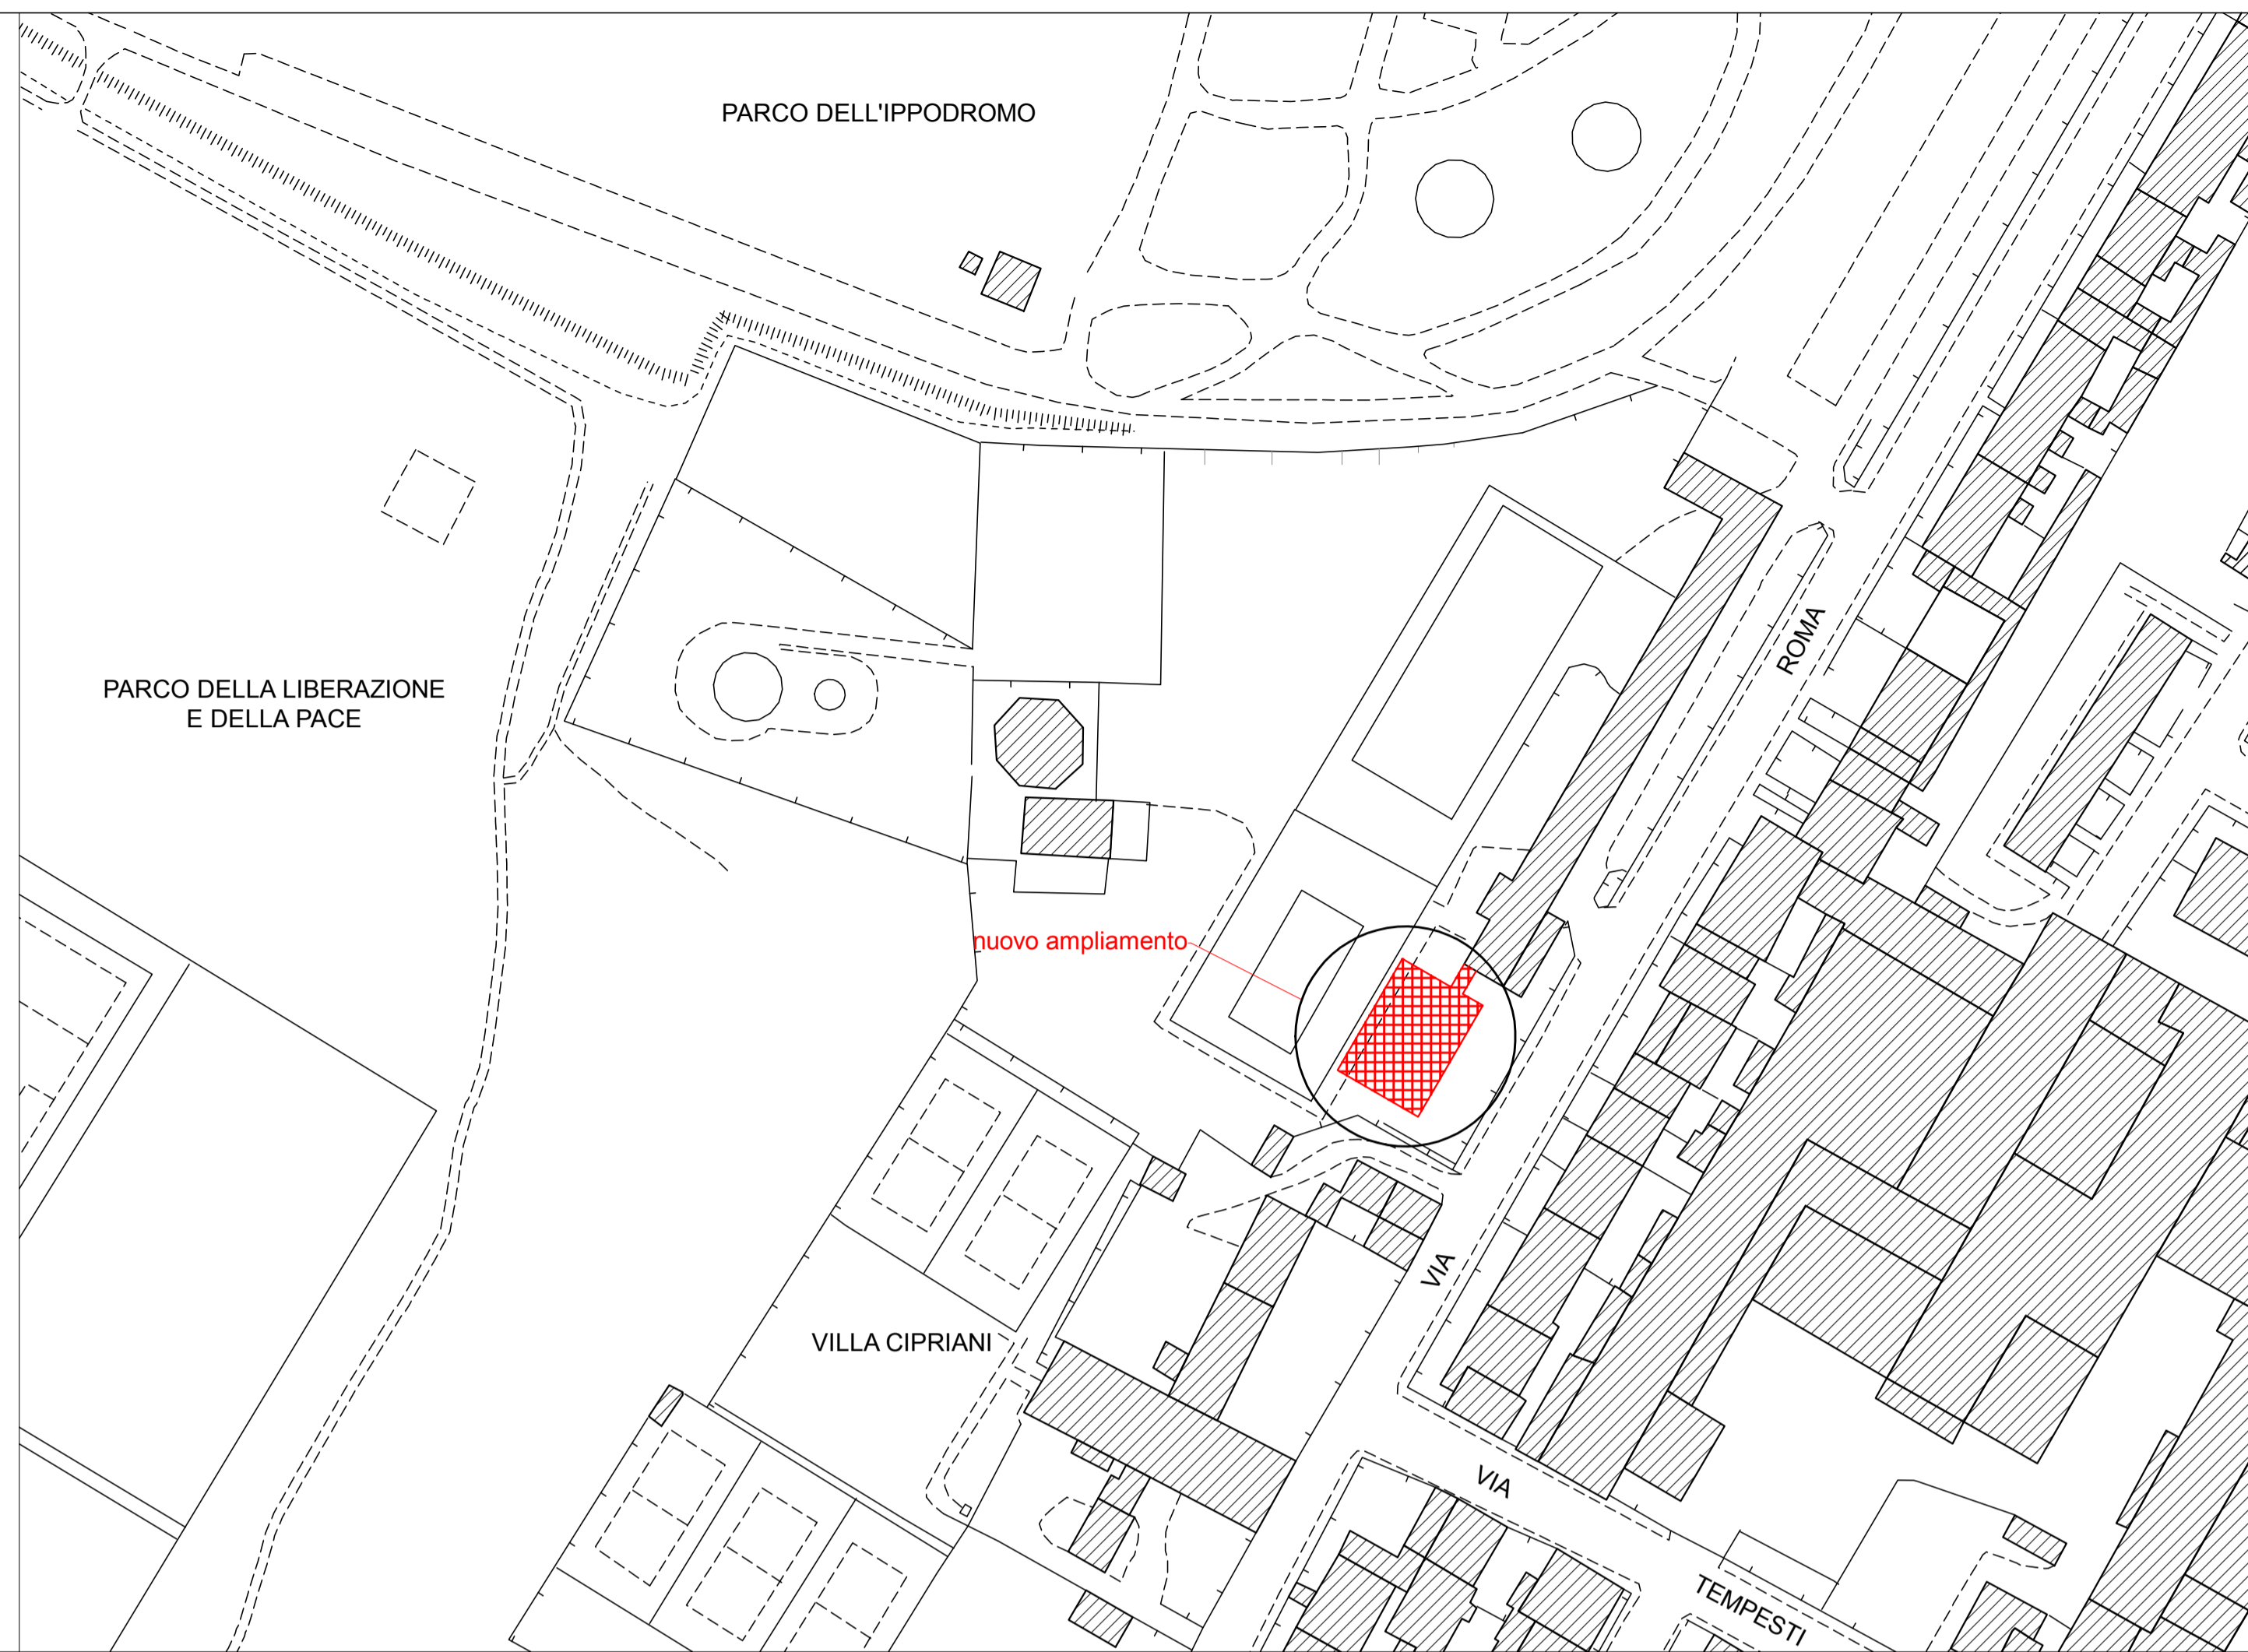 PARCO DELL'IPPODROMO
ROMA
PARCO DELLA LIBERAZIONE
E DELLA PACE
nuovo ampliamento
VIA
VILLA CIPRIANI
VIA
TEMPESTI